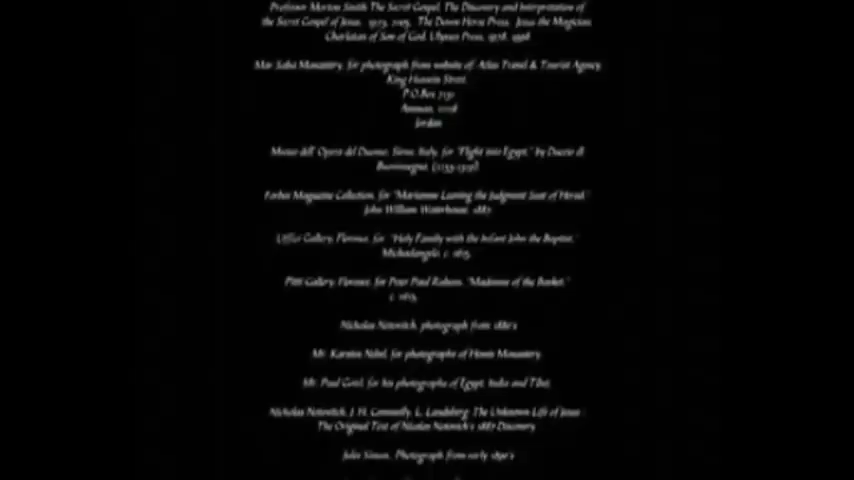 Professor Morton Smith The Secret Gospel, The Discovery and Interpretation of
the Secret Gospel of Jesus. 1973, 2005. The Dawn Horse Press. Jesus the Magician
Charlatan of Son of God, Ulysses Press, 1978, 1998
Mar Saba Monastery, for photograph from website of: Atlas Travel & Tourist Agency,
King Hussein Street
P.O.Box 7131
Amman,
Jordan
Museo dell' Opera del Duomo, Siena, Italy, for "Flight into Egypt," by Duccio di
Buoninsegna,
Forbes Magazine Collection, for "Mariamne Leaving the Judgment Seat of Herod,"
John William Waterhouse, 1887
Uffizi Gallery, Florence, for "Holy Family with the Infant John the Baptist,"
Michaelangelo, c.
Pitti Gallery, Florence, for Peter Paul Rubens, "Madonna of the Basket,"
c. 1615
Nicholas Notovitch, photograph from 1880's
Mr. Karsten Nebel, for photographs of Hemis Monastery
Mr. Paul for his photographs of Egypt, India and Tibet
Nicholas Notovitch, J. H. Connelly, L. Landsberg, The Unknown Life of Jesus :
The Original Text of Nicolas Notovich's 1887 Discovery
Jules Simon, Photograph from early 1890's